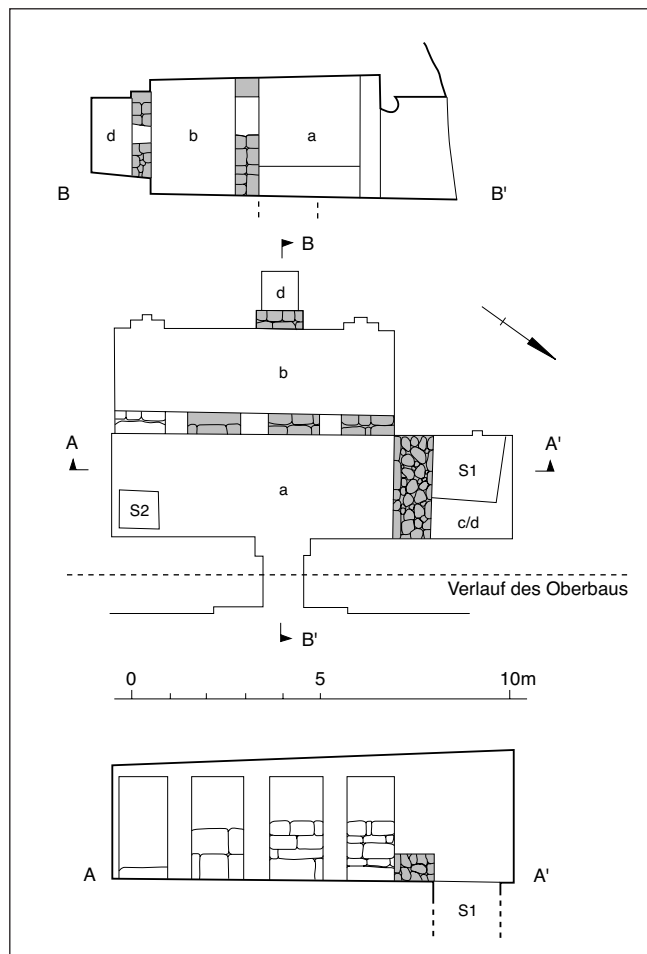 d b a
B B'
B
d
b
A A'
S1
a
S2
c/d
Verlauf des Oberbaus
B'
0 5 10m
A A'
S1